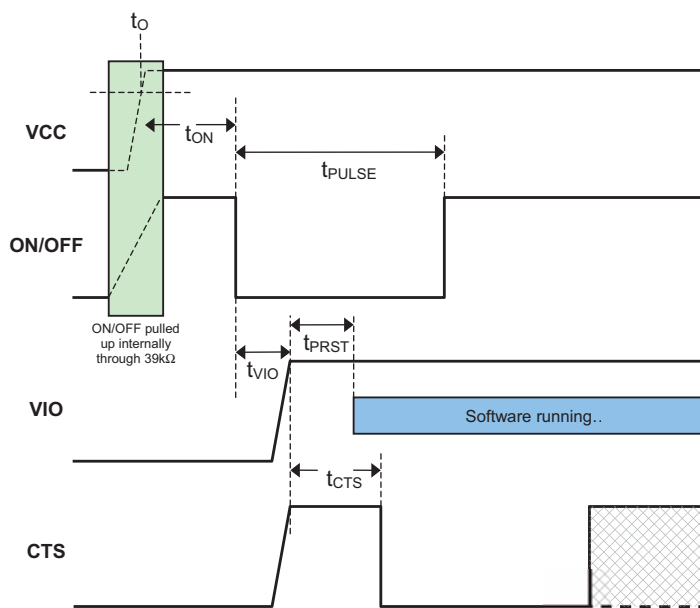 tO
VCC
tON
tPULSE
ON/OFF
ON/OFF pulled
up internally
through 39kΩ
tPRST
tVIO
VIO
Software running..
tCTS
CTS